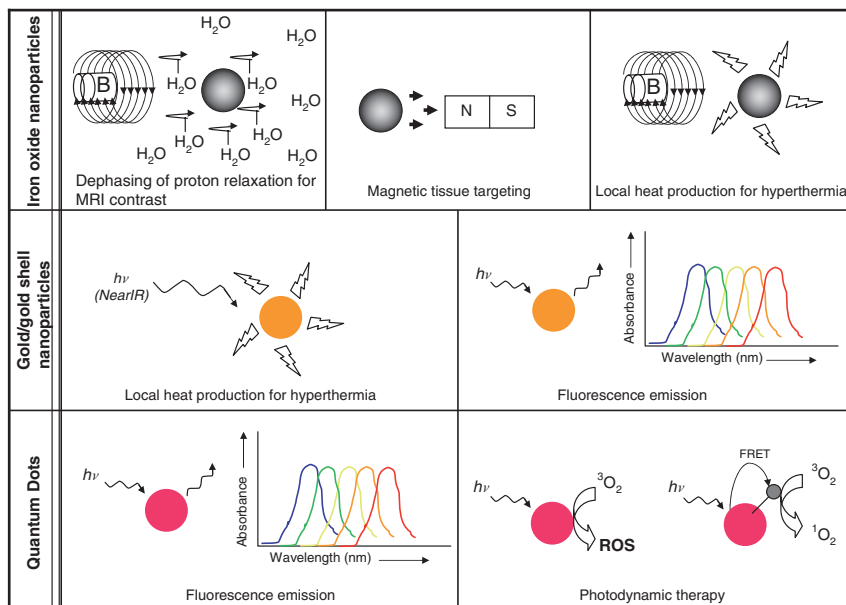 Iron oxide nanoparticles
B
H2O
H2O
H2O
H2O
H2O
H2O
H2O
H2O
H2O
H2O
Dephasing of proton relaxation for
MRI contrast
N S
Magnetic tissue targeting
B
Local heat production for hyperthermia
Gold/gold shell
nanoparticles
hν
(NearIR)
Local heat production for hyperthermia
hν
Absorbance
Wavelength (nm)
Fluorescence emission
Quantum Dots
hν
Absorbance
Wavelength (nm)
Fluorescence emission
hν
3O2
ROS
hν
FRET
3O2
1O2
Photodynamic therapy